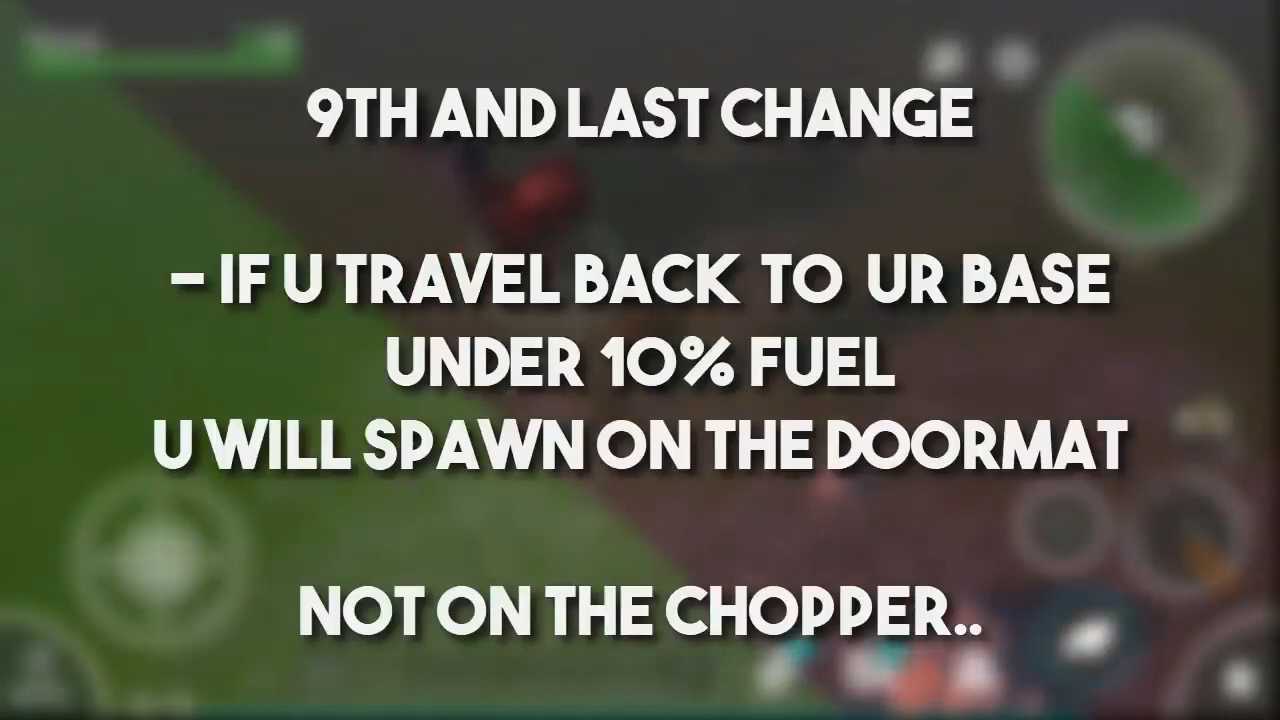 9TH AND LAST CHANGE
- IF U TRAVEL BACK TO UR BASE
UNDER 10% FUEL
U WILL SPAWN ON THE DOORMAT
NOT ON THE CHOPPER..